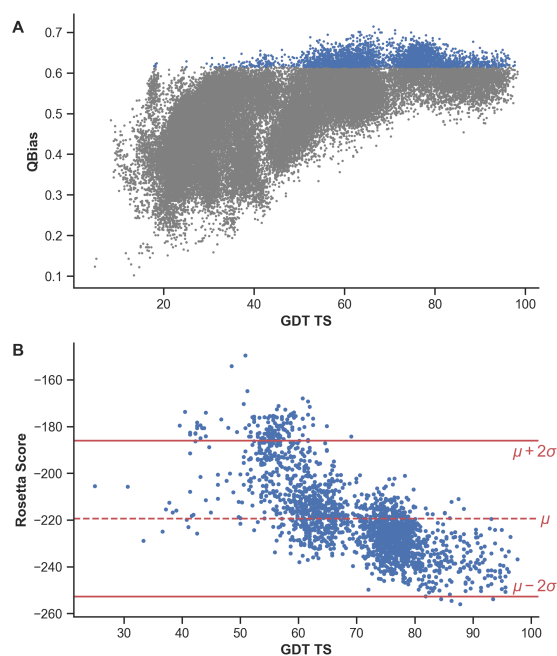 A
0.7
0.6
0.5
0.4
0.3
0.2
0.1
QBias
20 40 60 80 100
GDT TS
B
−160
−180
−200
−220
−240
−260
Rosetta Score
μ + 2σ
μ
μ − 2σ
30 40 50 60 70 80 90 100
GDT TS